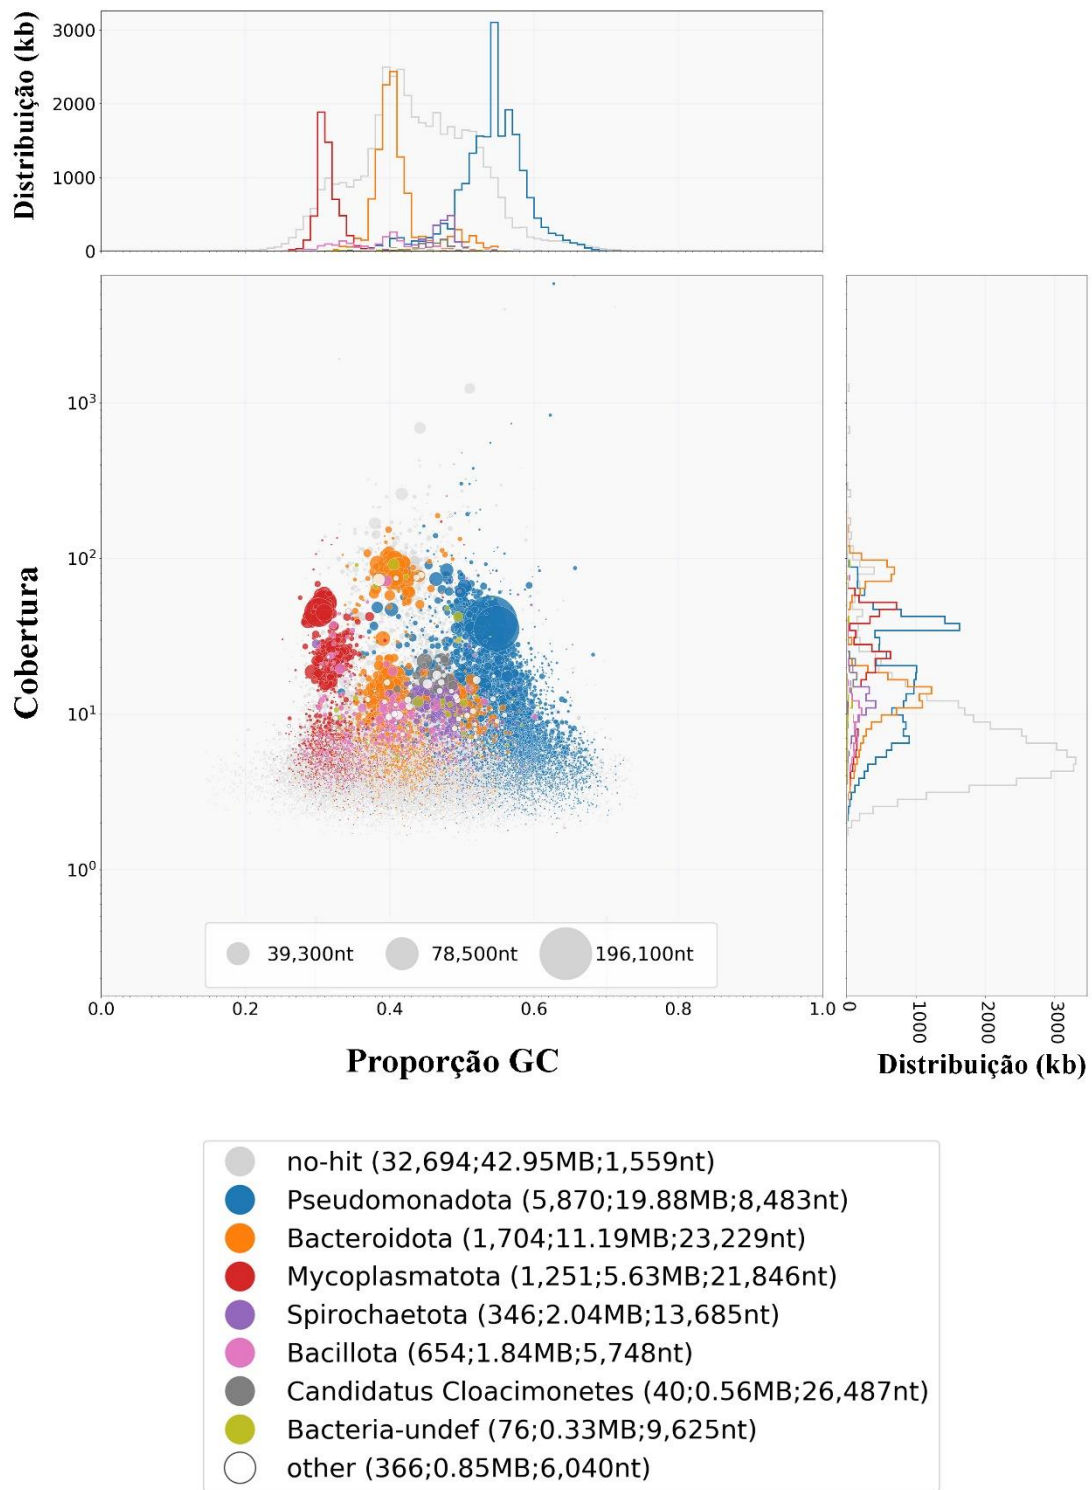 Distribuição (kb)
3000
2000
1000
0
Cobertura
10³
10²
10¹
10⁰
39,300nt 78,500nt 196,100nt
0.0 0.2 0.4 0.6 0.8 1.0
Proporção GC
0 1000 2000 3000
Distribuição (kb)
no-hit (32,694;42.95MB;1,559nt)
Pseudomonadota (5,870;19.88MB;8,483nt)
Bacteroidota (1,704;11.19MB;23,229nt)
Mycoplasmatota (1,251;5.63MB;21,846nt)
Spirochaetota (346;2.04MB;13,685nt)
Bacillota (654;1.84MB;5,748nt)
Candidatus Cloacimonetes (40;0.56MB;26,487nt)
Bacteria-undef (76;0.33MB;9,625nt)
other (366;0.85MB;6,040nt)